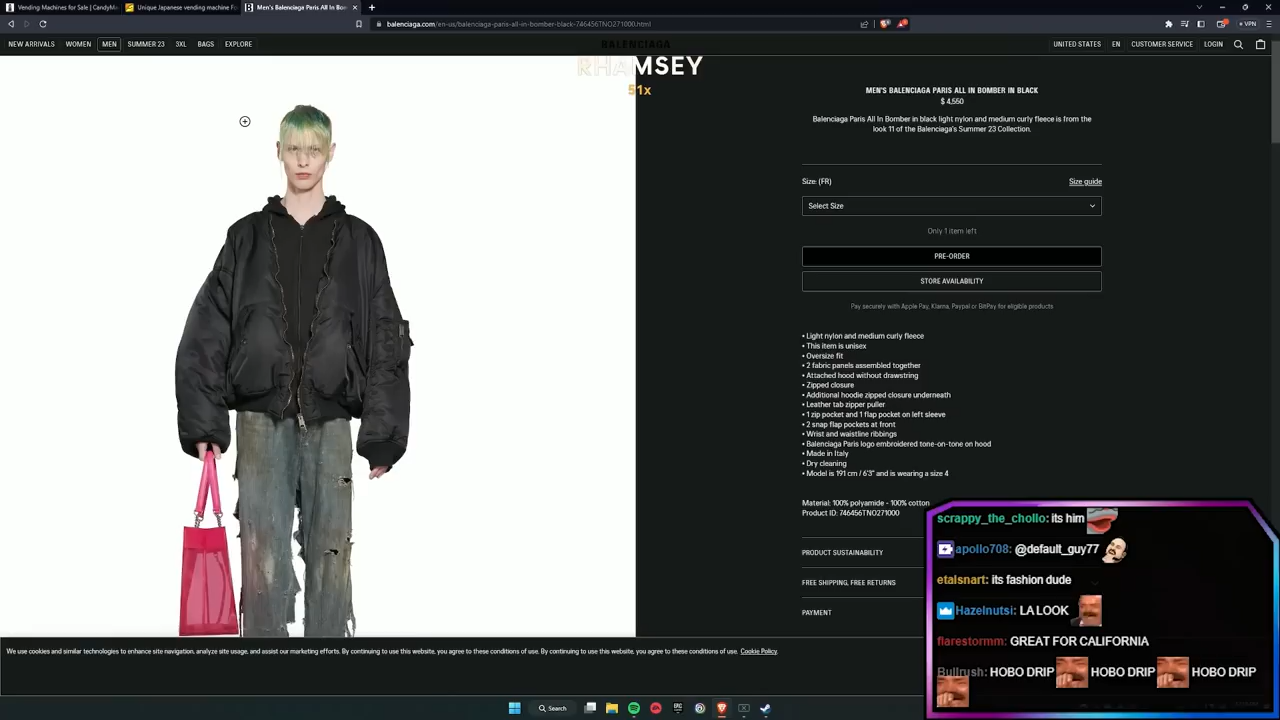 Vending Machines for Sale | CandyMa
Unique Japanese vending machine F
Men's Balenciaga Paris All In Bom
balenciaga.com/en-us/balenciaga-paris-all-in-bomber-black-746456TNO271000.html
VPN
NEW ARRIVALS WOMEN MEN SUMMER 23 3XL BAGS EXPLORE
BALENCIAGA
UNITED STATES EN CUSTOMER SERVICE LOGIN
RHAMSEY
51x
MEN'S BALENCIAGA PARIS ALL IN BOMBER IN BLACK
$ 4,550
Balenciaga Paris All In Bomber in black light nylon and medium curly fleece is from the
look 11 of the Balenciaga's Summer 23 Collection.
Size: (FR) Size guide
Select Size
Only 1 item left
PRE-ORDER
STORE AVAILABILITY
Pay securely with Apple Pay, Klarna, Paypal or BitPay for eligible products
• Light nylon and medium curly fleece
• This item is unisex
• Oversize fit
• 2 fabric panels assembled together
• Attached hood without drawstring
• Zipped closure
• Additional hoodie zipped closure underneath
• Leather tab zipper puller
• 1 zip pocket and 1 flap pocket on left sleeve
• 2 snap flap pockets at front
• Wrist and waistline ribbings
• Balenciaga Paris logo embroidered tone-on-tone on hood
• Made in Italy
• Dry cleaning
• Model is 191 cm / 6'3" and is wearing a size 4
Material: 100% polyamide - 100% cotton
Product ID: 746456TNO271000
PRODUCT SUSTAINABILITY
FREE SHIPPING, FREE RETURNS
PAYMENT
scrappy_the_chollo: its him
apollo708: @default_guy77
etalsnart: its fashion dude
Hazelnutsi: LA LOOK
flarestormm: GREAT FOR CALIFORNIA
Bullrush: HOBO DRIP HOBO DRIP HOBO DRIP
We use cookies and similar technologies to enhance site navigation, analyze site usage, and assist our marketing efforts. By continuing to use this website, you agree to these conditions of use. By continuing to use this website, you agree to these conditions of use. Cookie Policy.
Search